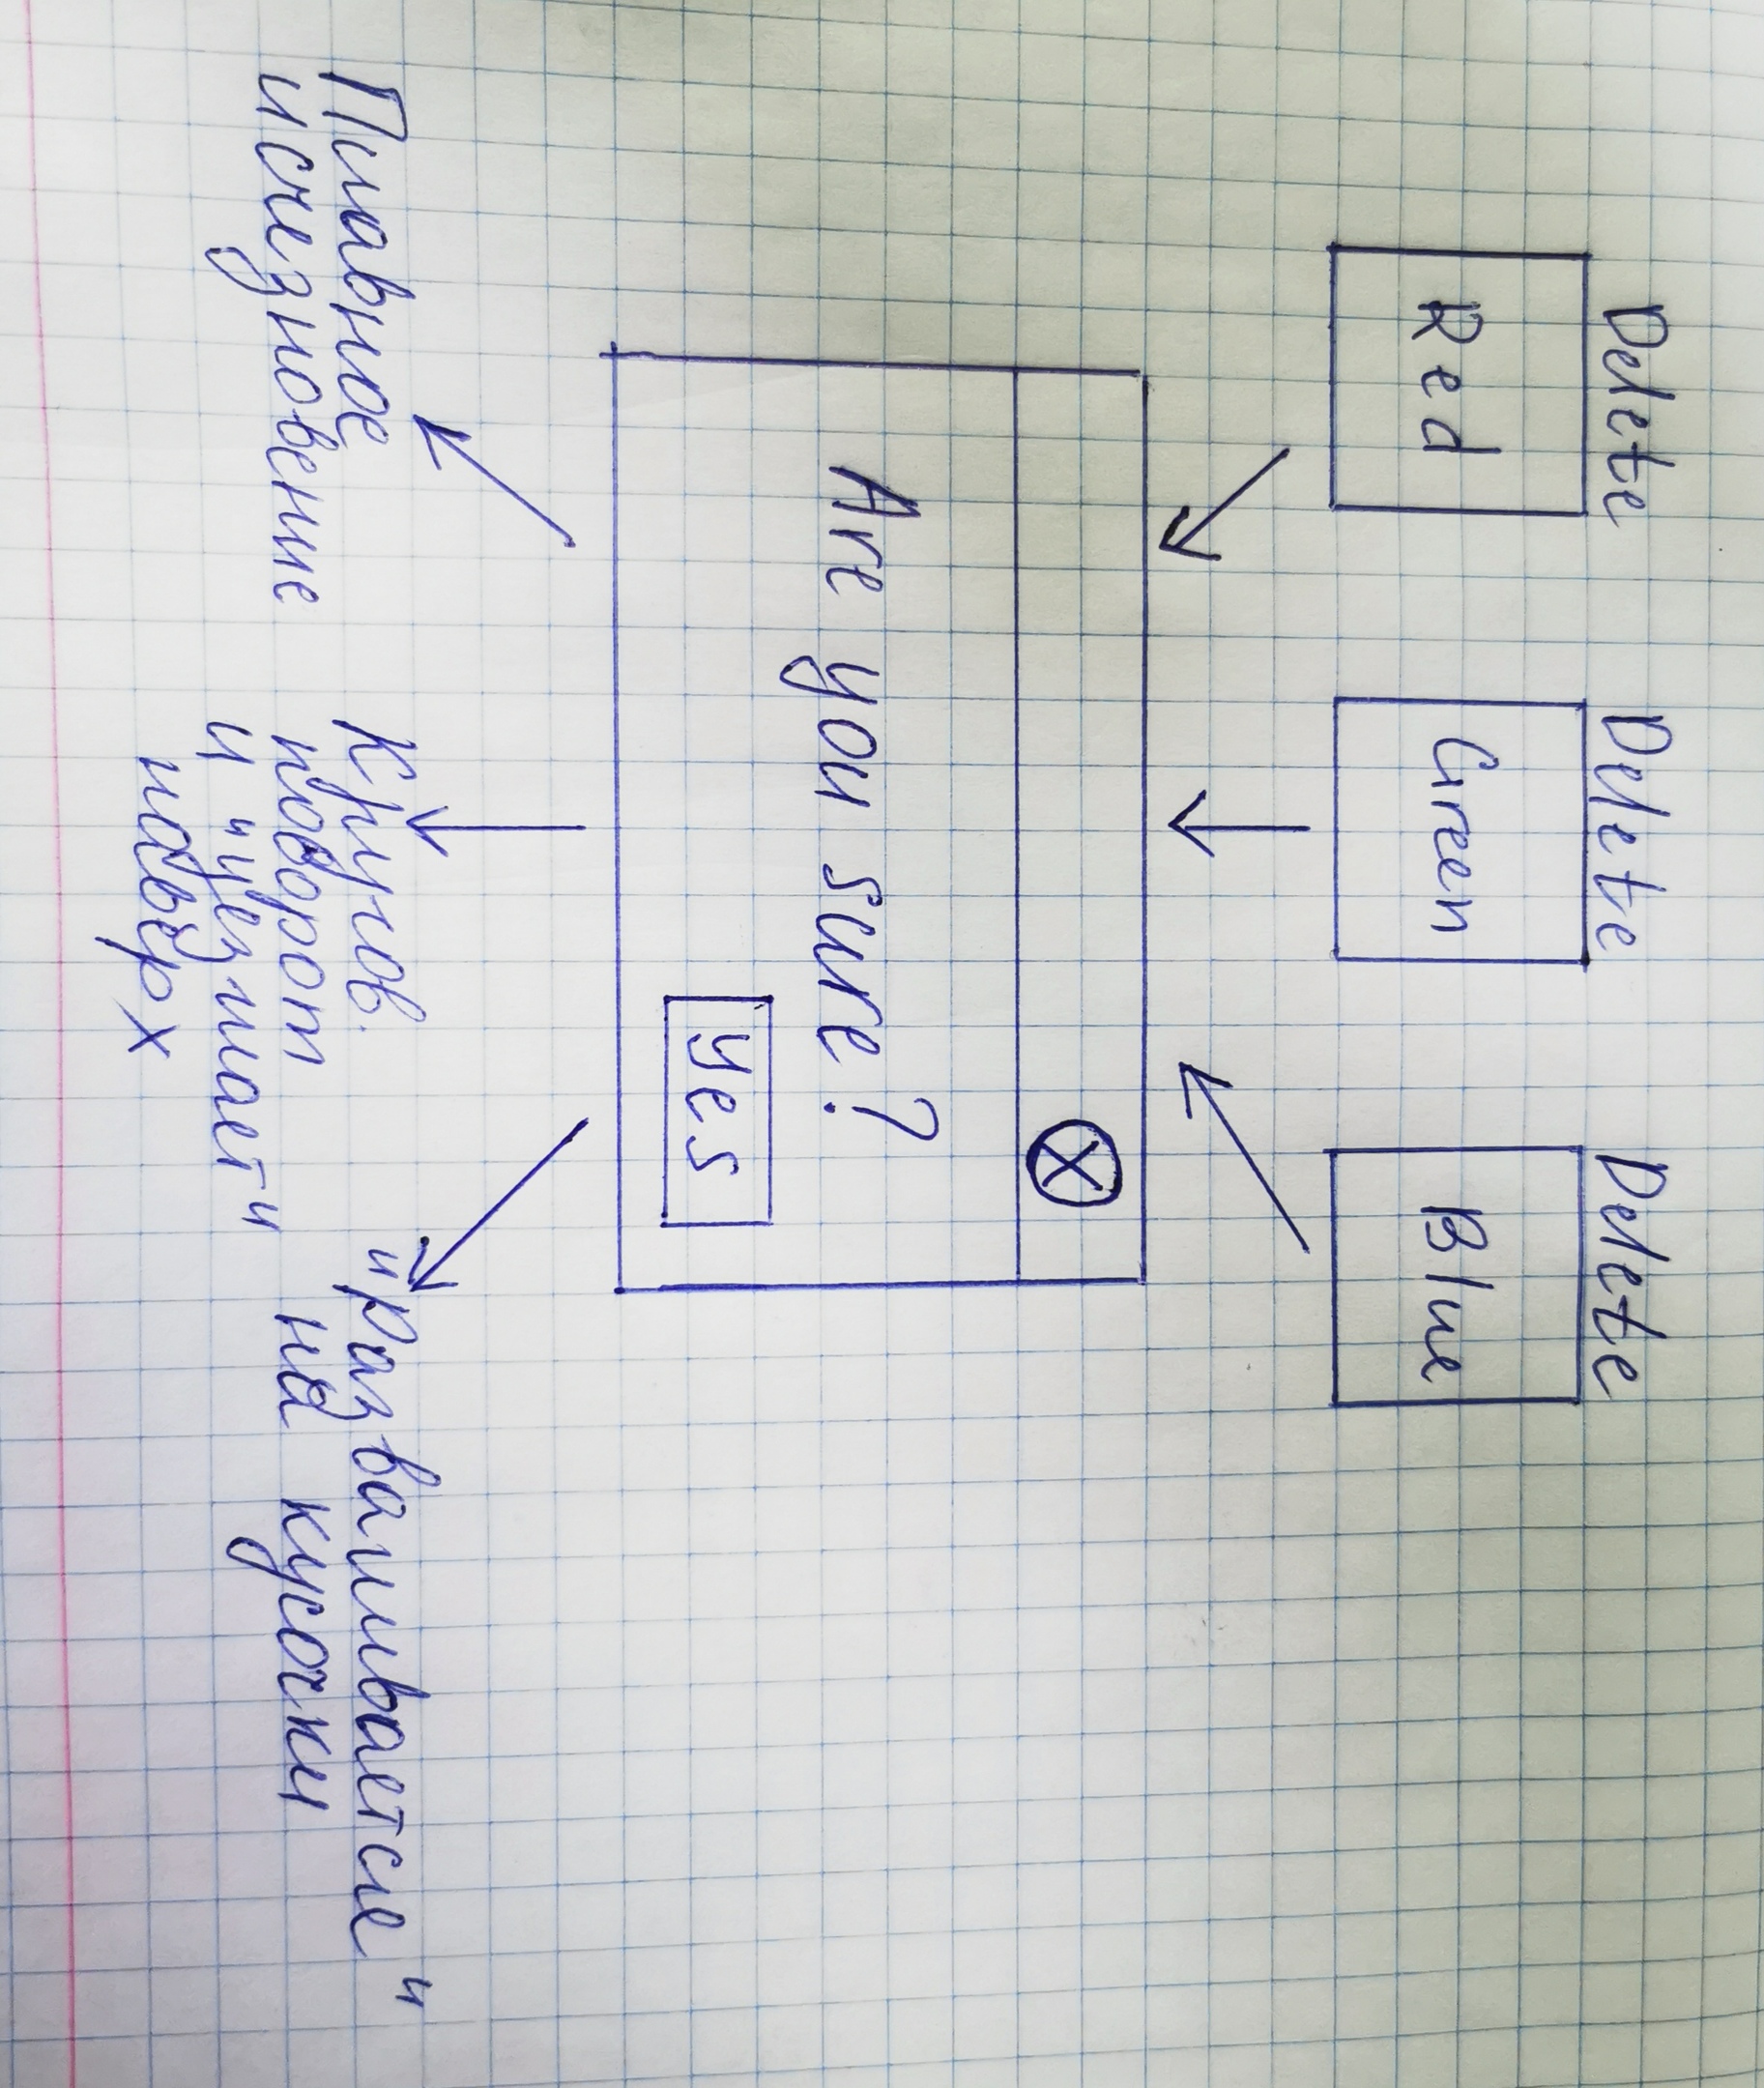 Delete Delete Delete
Red Green Blue
X
Are you sure?
Yes
Плавное
исчезновение
Кругов.
поворот
и "уезжает"
наверх
"Разваливается"
на кусочки